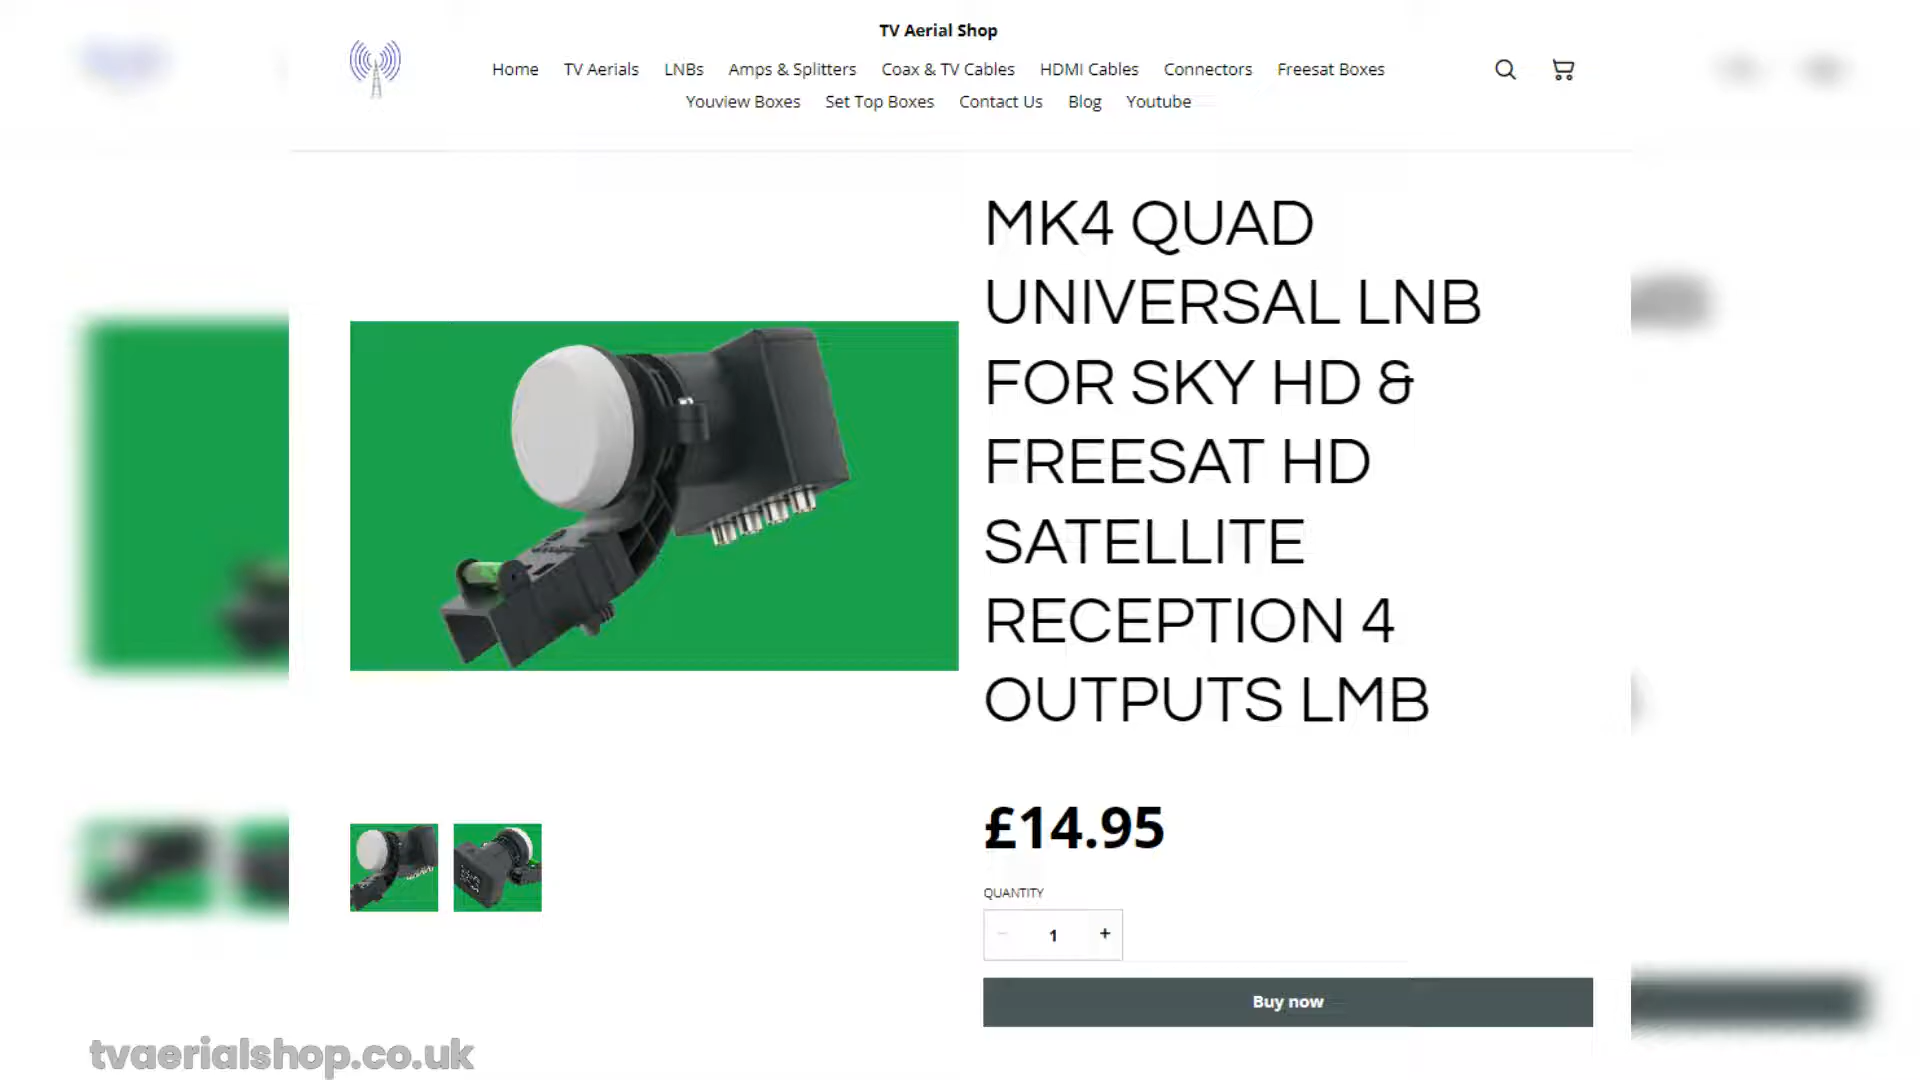 TV Aerial Shop
Home TV Aerials LNBs Amps & Splitters Coax & TV Cables HDMI Cables Connectors Freesat Boxes
Youview Boxes Set Top Boxes Contact Us Blog Youtube
MK4 QUAD
UNIVERSAL LNB
FOR SKY HD &
FREESAT HD
SATELLITE
RECEPTION 4
OUTPUTS LMB
£14.95
QUANTITY
− 1 +
Buy now
tvaerialshop.co.uk